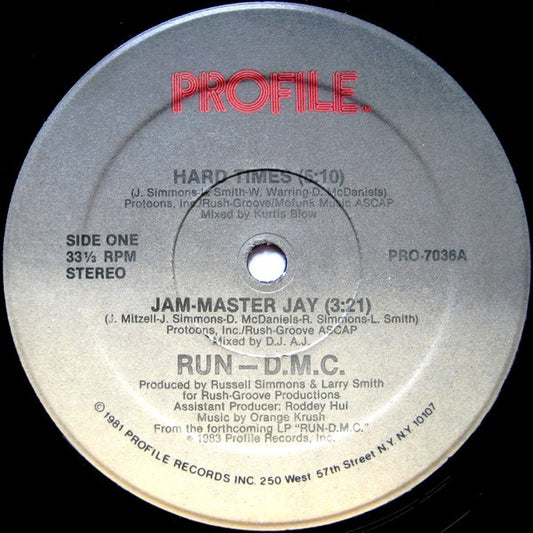 PROFILE TM
HARD TIMES (6:10)
(J. Simmons-L. Smith-W. Warring-D. McDaniels)
Protoons, Inc./Rush-Groove/Mofunk Music ASCAP
Mixed by Kurtis Blow
SIDE ONE
33⅓ RPM
STEREO
PRO-7036A
JAM-MASTER JAY (3:21)
(J. Mitzell-J. Simmons-D. McDaniels-R. Simmons-L. Smith)
Protoons, Inc./Rush-Groove ASCAP
Mixed by D.J. A.J.
RUN – D.M.C.
Produced by Russell Simmons & Larry Smith
for Rush-Groove Productions
Assistant Producer: Roddey Hui
Music by Orange Krush
From the forthcoming LP "RUN-D.M.C."
℗ 1983 Profile Records, Inc.
© 1981 PROFILE RECORDS INC. 250 West 57th Street N.Y. N.Y. 10107